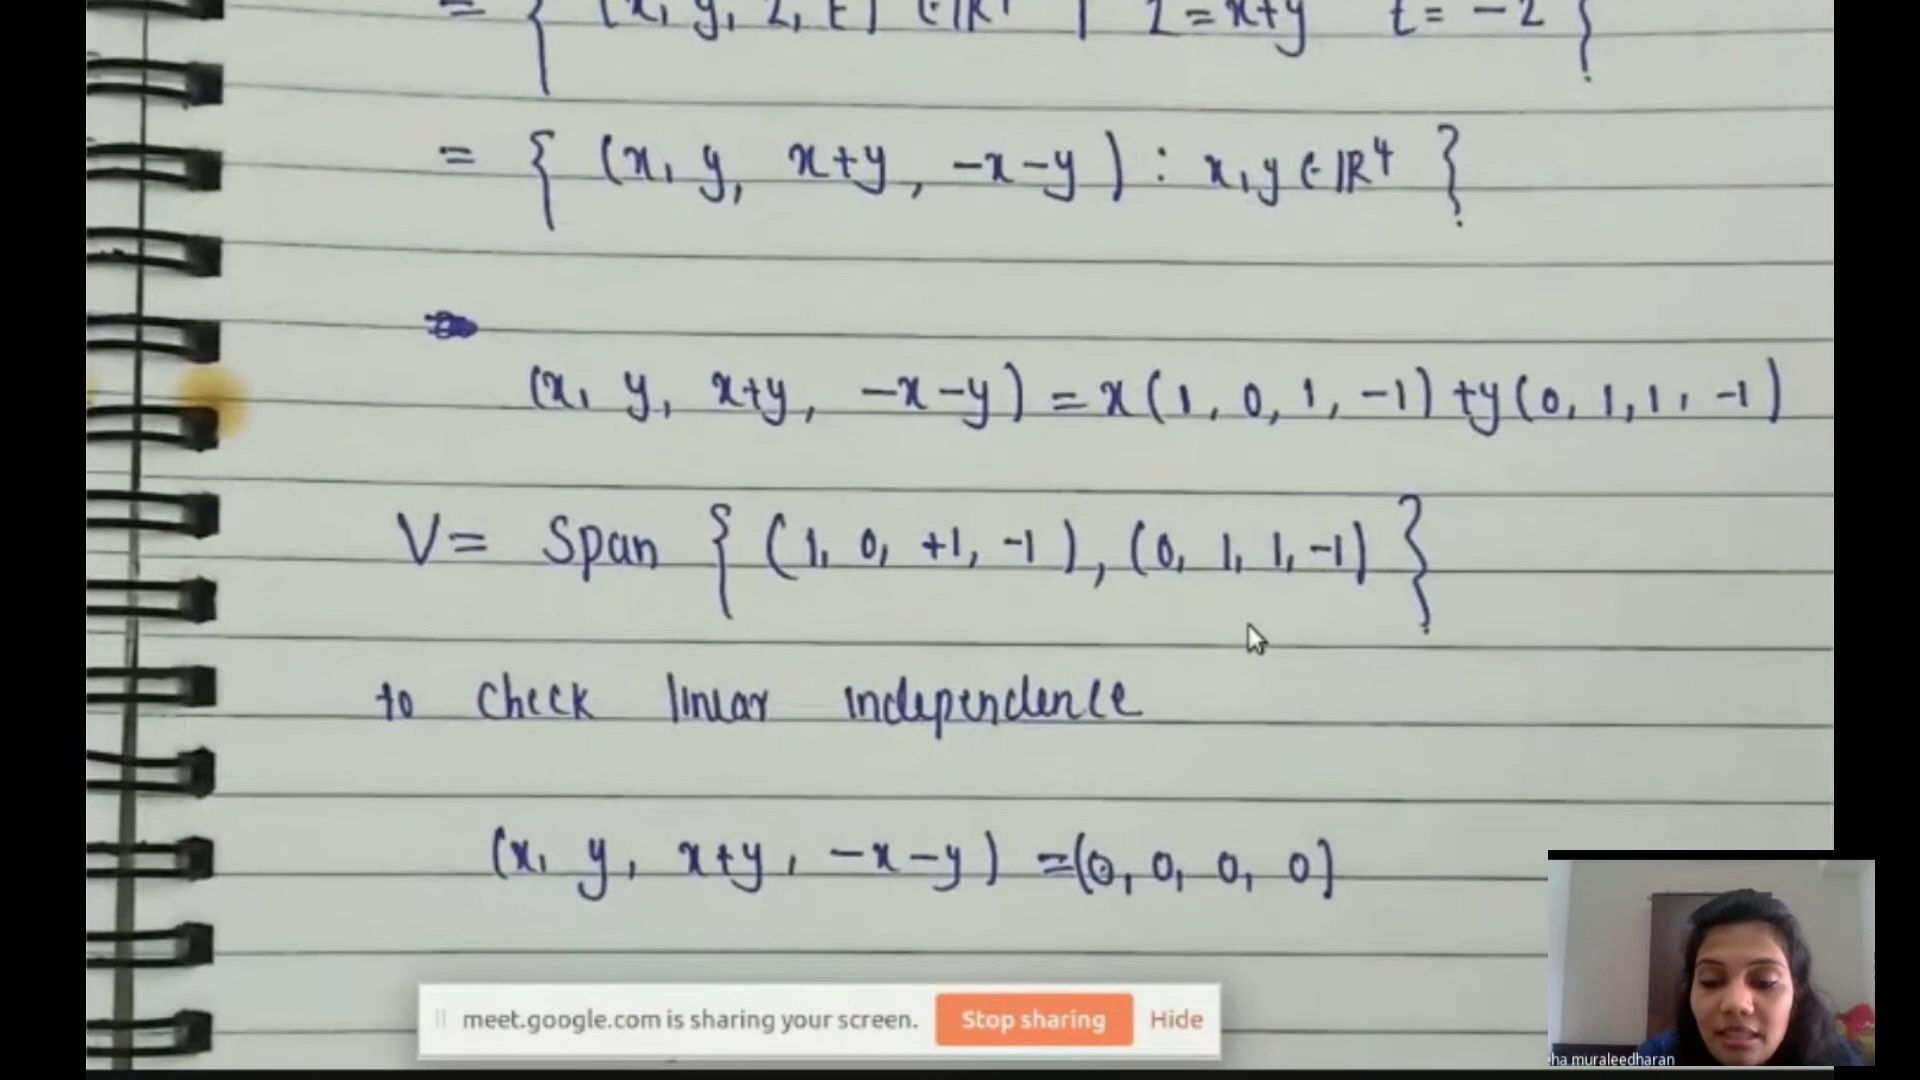 = { (x, y, z, t) ∈ ℝ⁴ | z = x+y t = -z }
= { (x, y, x+y, -x-y) : x, y ∈ ℝ⁴ }
(x, y, x+y, -x-y) = x(1, 0, 1, -1) + y(0, 1, 1, -1)
V = Span { (1, 0, +1, -1), (0, 1, 1, -1) }
to check linear independence
(x, y, x+y, -x-y) = (0, 0, 0, 0)
meet.google.com is sharing your screen. Stop sharing Hide
muraleedharan